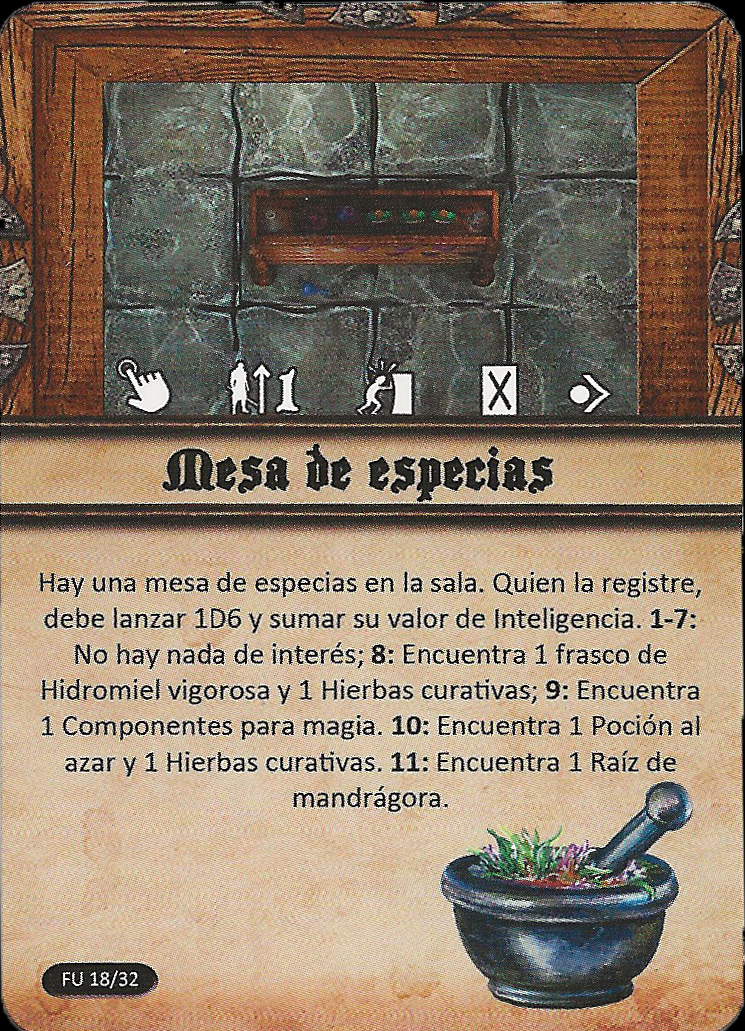 1
X
Mesa de especias
Hay una mesa de especias en la sala. Quien la registre,
debe lanzar 1D6 y sumar su valor de Inteligencia. 1-7:
No hay nada de interés; 8: Encuentra 1 frasco de
Hidromiel vigorosa y 1 Hierbas curativas; 9: Encuentra
1 Componentes para magia. 10: Encuentra 1 Poción al
azar y 1 Hierbas curativas. 11: Encuentra 1 Raíz de
mandrágora.
FU 18/32